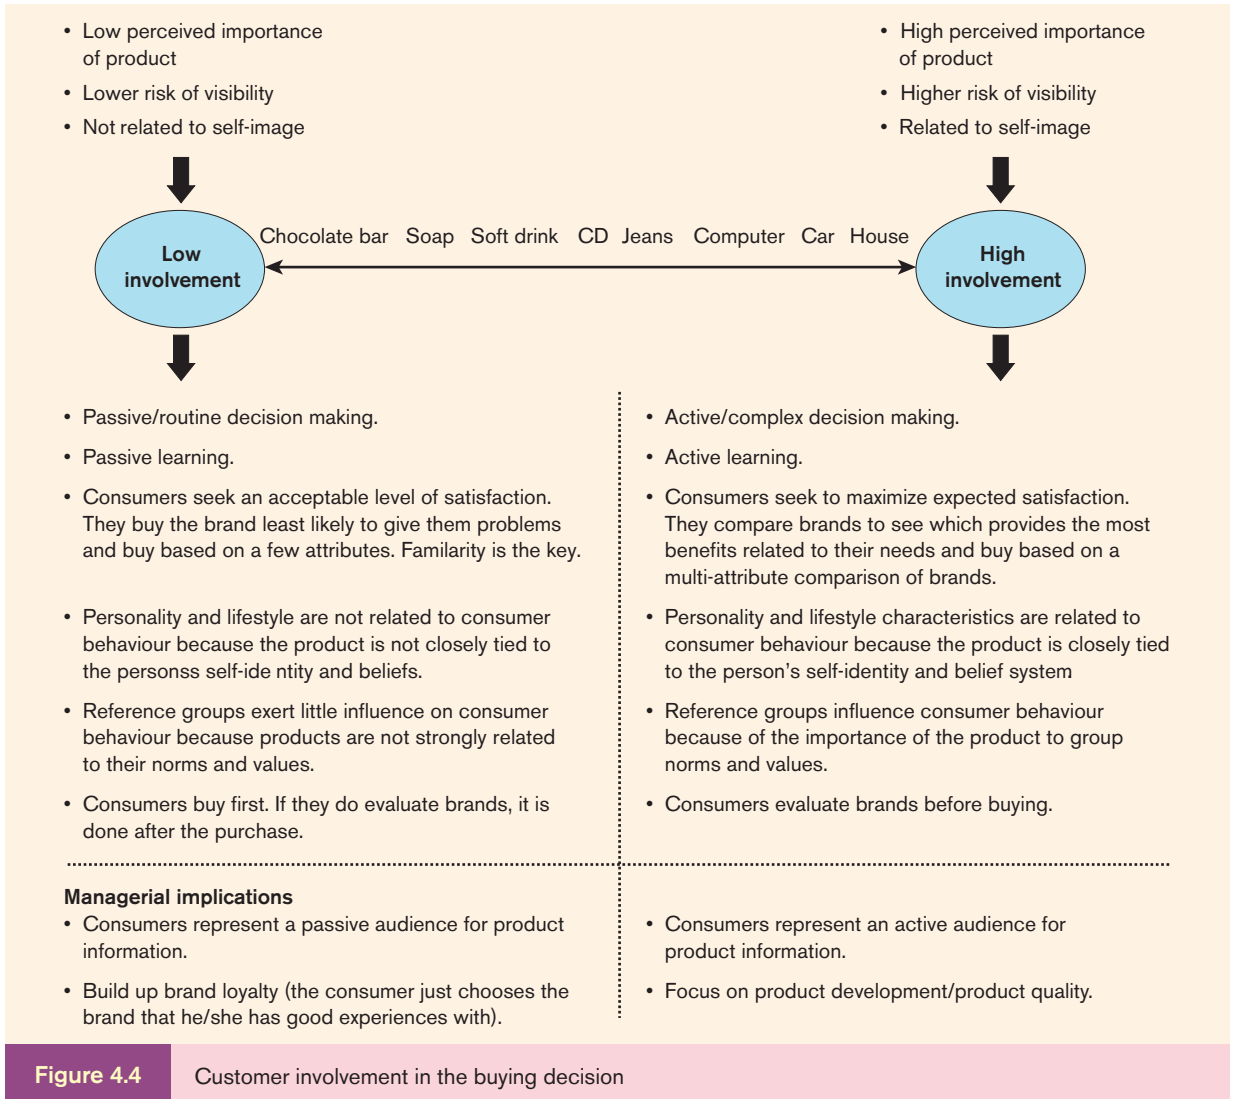 • Low perceived importance
of product
• Lower risk of visibility
• Not related to self-image
• High perceived importance
of product
• Higher risk of visibility
• Related to self-image
Low
involvement
Chocolate bar Soap Soft drink CD Jeans Computer Car House
High
involvement
• Passive/routine decision making.
• Passive learning.
• Consumers seek an acceptable level of satisfaction.
They buy the brand least likely to give them problems
and buy based on a few attributes. Familarity is the key.
• Personality and lifestyle are not related to consumer
behaviour because the product is not closely tied to
the personss self-ide ntity and beliefs.
• Reference groups exert little influence on consumer
behaviour because products are not strongly related
to their norms and values.
• Consumers buy first. If they do evaluate brands, it is
done after the purchase.
• Active/complex decision making.
• Active learning.
• Consumers seek to maximize expected satisfaction.
They compare brands to see which provides the most
benefits related to their needs and buy based on a
multi-attribute comparison of brands.
• Personality and lifestyle characteristics are related to
consumer behaviour because the product is closely tied
to the person's self-identity and belief system
• Reference groups influence consumer behaviour
because of the importance of the product to group
norms and values.
• Consumers evaluate brands before buying.
Managerial implications
• Consumers represent a passive audience for product
information.
• Build up brand loyalty (the consumer just chooses the
brand that he/she has good experiences with).
• Consumers represent an active audience for
product information.
• Focus on product development/product quality.
Figure 4.4 Customer involvement in the buying decision